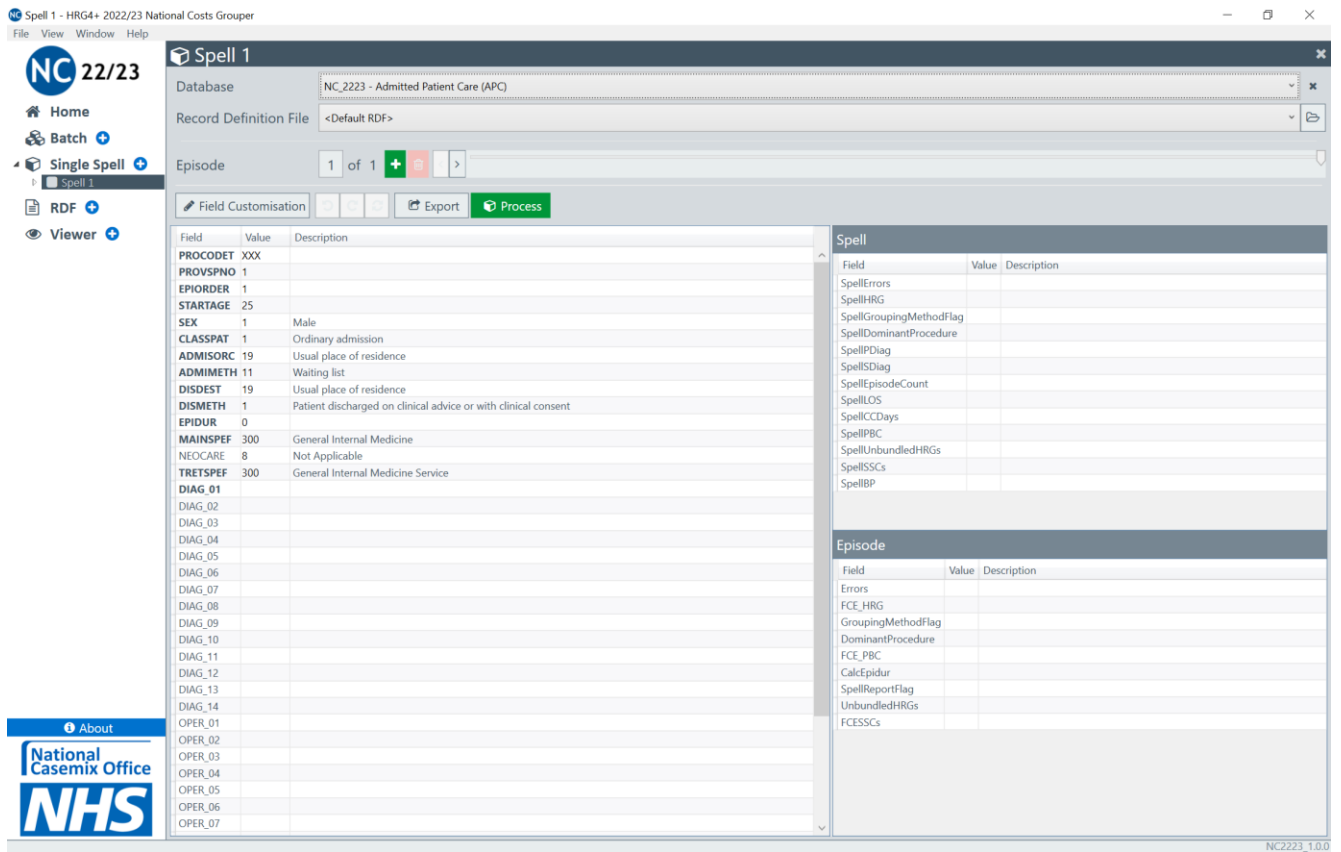 NC Spell 1 - HRG4+ 2022/23 National Costs Grouper
File View Window Help
NC 22/23
Home
Batch
Single Spell
Spell 1
RDF
Viewer
About
National
Casemix Office
NHS
Spell 1
Database NC_2223 - Admitted Patient Care (APC)
Record Definition File <Default RDF>
Episode 1 of 1
Field Customisation Export Process
Field Value Description
PROCODET XXX
PROVSPNO 1
EPIORDER 1
STARTAGE 25
SEX 1 Male
CLASSPAT 1 Ordinary admission
ADMISORC 19 Usual place of residence
ADMIMETH 11 Waiting list
DISDEST 19 Usual place of residence
DISMETH 1 Patient discharged on clinical advice or with clinical consent
EPIDUR 0
MAINSPEF 300 General Internal Medicine
NEOCARE 8 Not Applicable
TRETSPEF 300 General Internal Medicine Service
DIAG_01
DIAG_02
DIAG_03
DIAG_04
DIAG_05
DIAG_06
DIAG_07
DIAG_08
DIAG_09
DIAG_10
DIAG_11
DIAG_12
DIAG_13
DIAG_14
OPER_01
OPER_02
OPER_03
OPER_04
OPER_05
OPER_06
OPER_07
Spell
Field Value Description
SpellErrors
SpellHRG
SpellGroupingMethodFlag
SpellDominantProcedure
SpellPDiag
SpellSDiag
SpellEpisodeCount
SpellLOS
SpellCCDays
SpellPBC
SpellUnbundledHRGs
SpellSSCs
SpellBP
Episode
Field Value Description
Errors
FCE_HRG
GroupingMethodFlag
DominantProcedure
FCE_PBC
CalcEpidur
SpellReportFlag
UnbundledHRGs
FCESSCs
NC2223_1.0.0